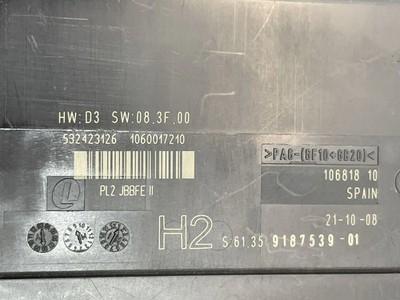 HW:D3 SW:08.3F.00
532423126 1060017210
>PA6-(GF10+GB20)<
PL2 JBBFE II
106818 10
SPAIN
21-10-08
H2 S 61.35 9187539-01